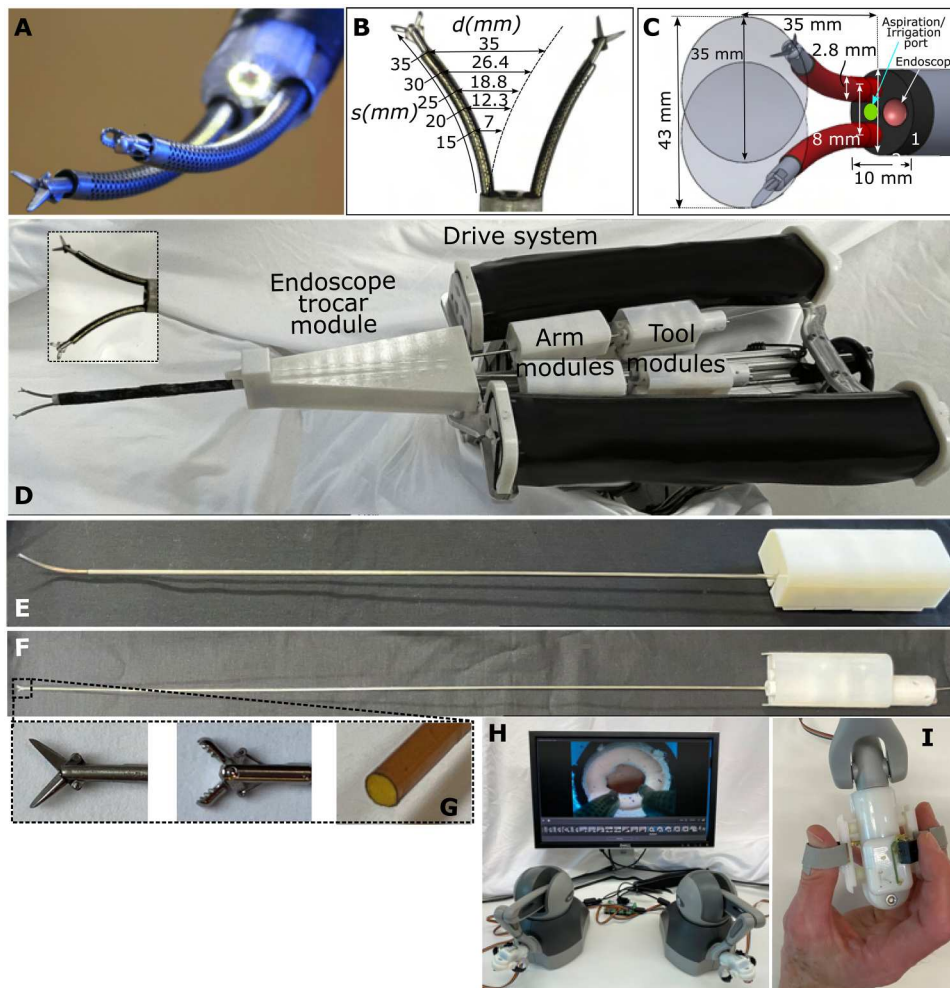 A
B
d(mm)
35
35
26.4
30
18.8
25
12.3
s(mm)
20
7
15
C
35 mm
Aspiration/
Irrigation
port
35 mm
2.8 mm
Endoscope
43 mm
8 mm
1
10 mm
Drive system
Endoscope
trocar
module
Arm
modules
Tool
modules
D
E
F
G
H
I